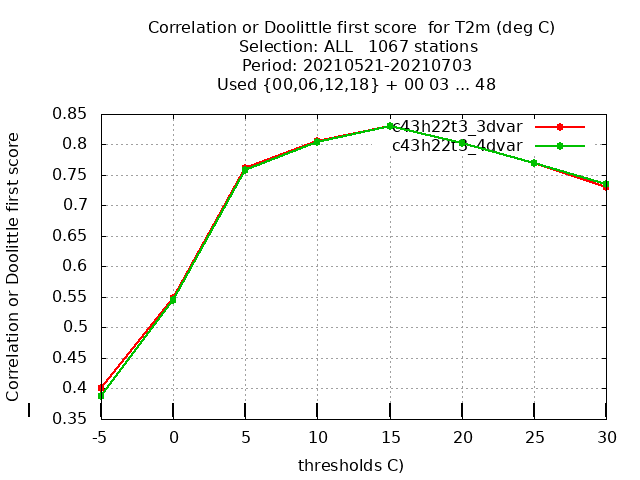 Correlation or Doolittle first score  for T2m (deg C)
Selection: ALL   1067 stations
Period: 20210521-20210703
Used {00,06,12,18} + 00 03 ... 48
Correlation or Doolittle first score
0.85
0.8
0.75
0.7
0.65
0.6
0.55
0.5
0.45
0.4
0.35
c43h22t3_3dvar
c43h22t3_4dvar
-5 0 5 10 15 20 25 30
thresholds C)